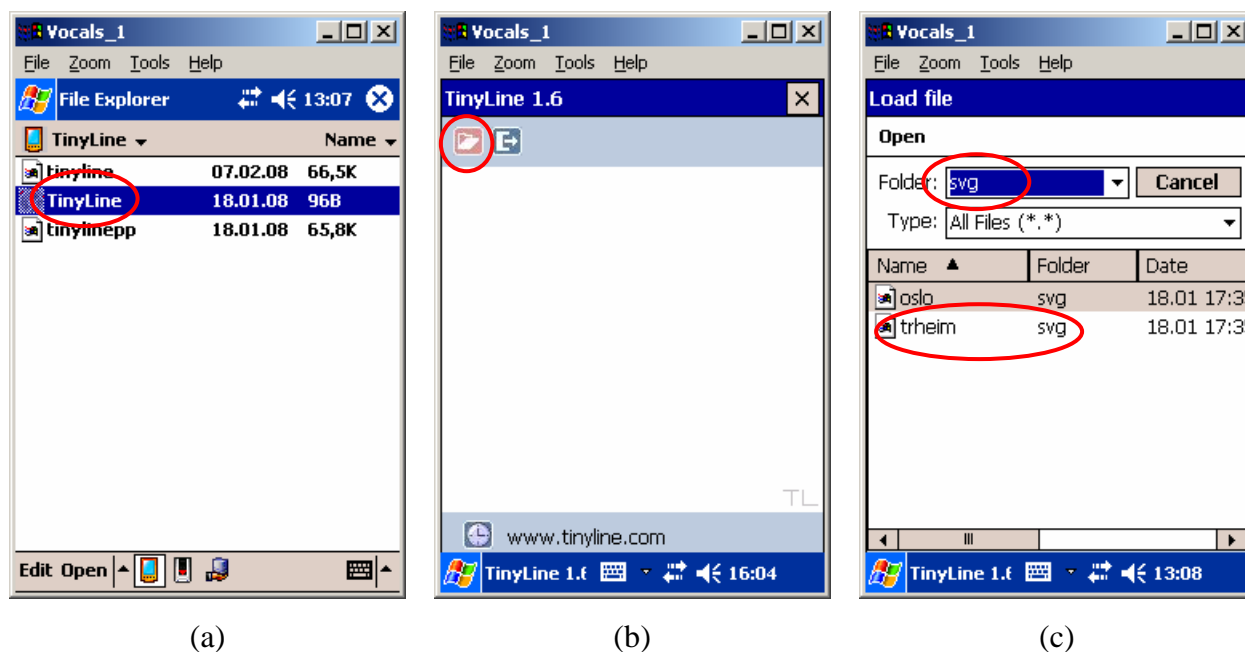 Vocals_1
File Zoom Tools Help
File Explorer 13:07
TinyLine Name
tinyline 07.02.08 66,5K
TinyLine 18.01.08 96B
tinylinepp 18.01.08 65,8K
Edit Open
(a)
Vocals_1
File Zoom Tools Help
TinyLine 1.6
TL
www.tinyline.com
TinyLine 1.6 16:04
(b)
Vocals_1
File Zoom Tools Help
Load file
Open
Folder: svg Cancel
Type: All Files (*.*)
Name Folder Date
oslo svg 18.01 17:3
trheim svg 18.01 17:3
TinyLine 1.6 13:08
(c)